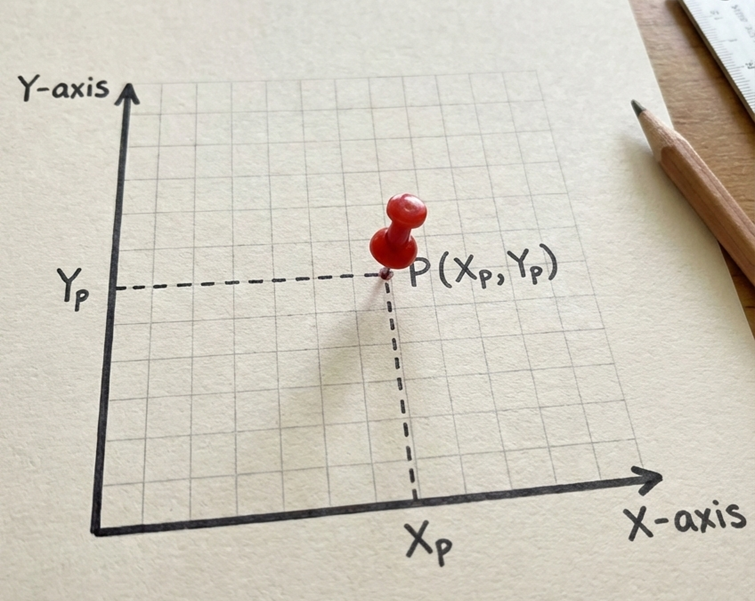 Y-axis
P(Xp, Yp)
Yp
Xp
X-axis